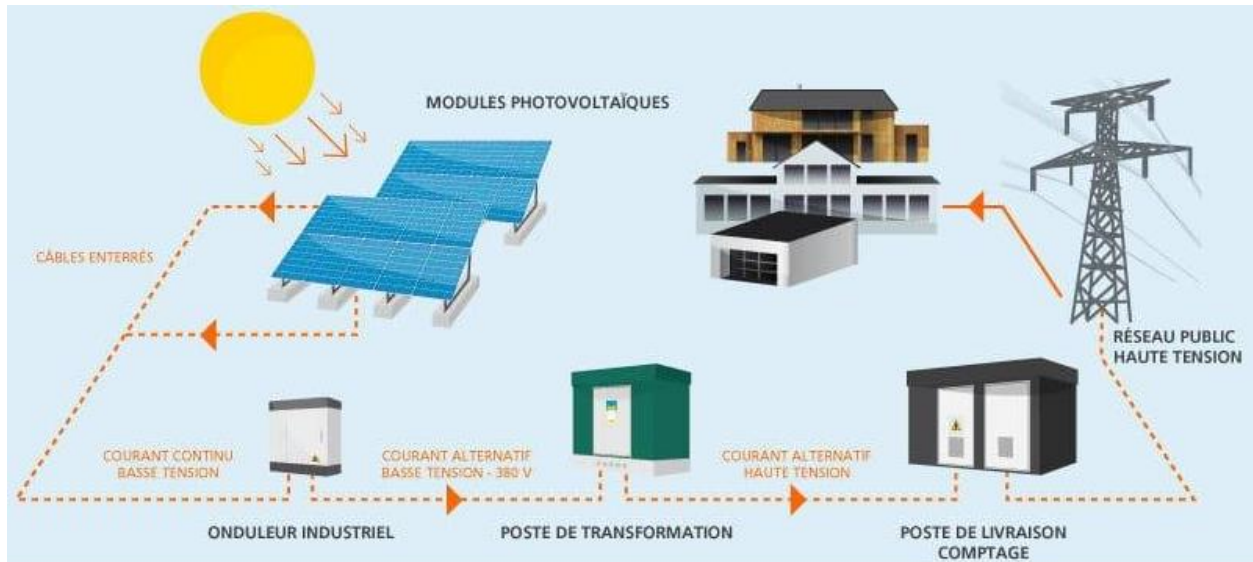 MODULES PHOTOVOLTAÏQUES
CÂBLES ENTERRÉS
RÉSEAU PUBLIC
HAUTE TENSION
COURANT CONTINU
BASSE TENSION
COURANT ALTERNATIF
BASSE TENSION - 380 V
COURANT ALTERNATIF
HAUTE TENSION
ONDULEUR INDUSTRIEL
POSTE DE TRANSFORMATION
POSTE DE LIVRAISON
COMPTAGE